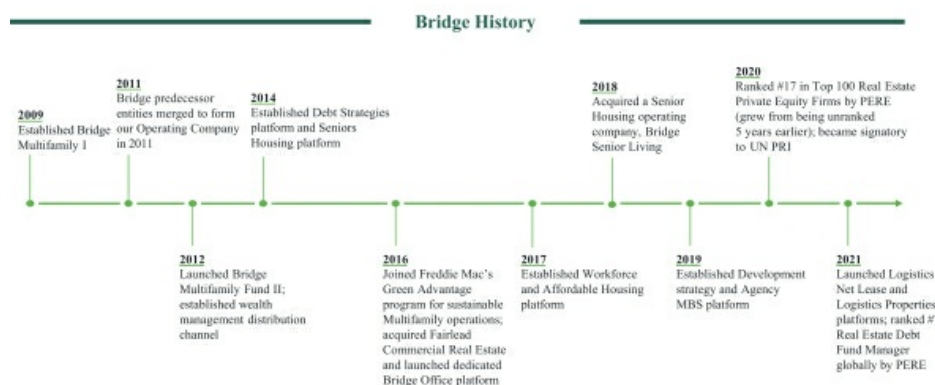 Bridge History
2009
Established Bridge
Multifamily I
2011
Bridge predecessor
entities merged to form
our Operating Company
in 2011
2012
Launched Bridge
Multifamily Fund II;
established wealth
management distribution
channel
2014
Established Debt Strategies
platform and Seniors
Housing platform
2016
Joined Freddie Mac's
Green Advantage
program for sustainable
Multifamily operations;
acquired Fairlead
Commercial Real Estate
and launched dedicated
Bridge Office platform
2017
Established Workforce
and Affordable Housing
platform
2018
Acquired a Senior
Housing operating
company, Bridge
Senior Living
2019
Established Development
strategy and Agency
MBS platform
2020
Ranked #17 in Top 100 Real Estate
Private Equity Firms by PERE
(grew from being unranked
5 years earlier); became signatory
to UN PRI
2021
Launched Logistics
Net Lease and
Logistics Properties
platforms; ranked #
Real Estate Debt
Fund Manager
globally by PERE